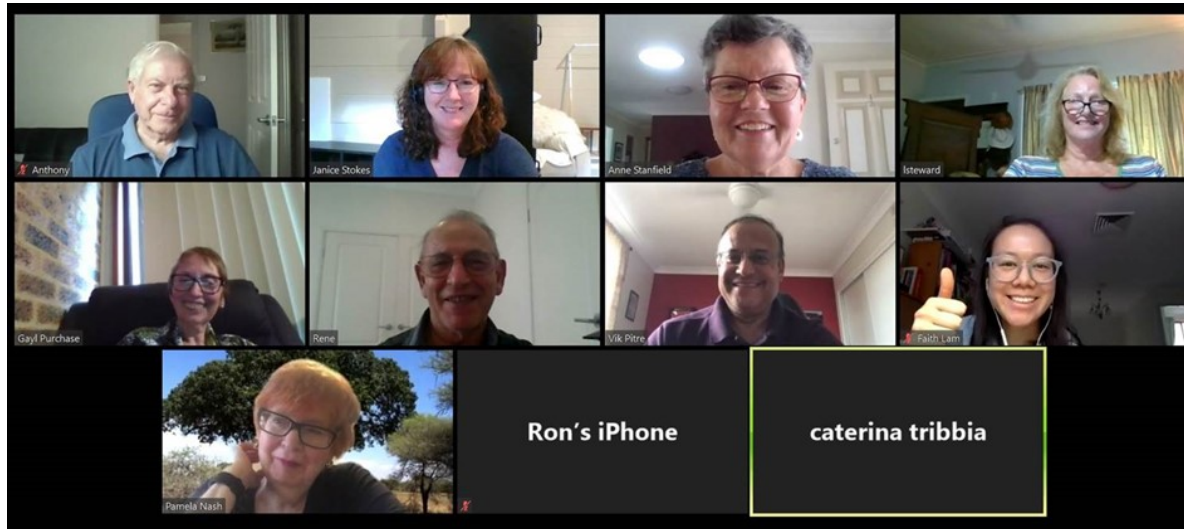 Anthony
Janice Stokes
Anne Stanfield
lsteward
Gayl Purchase
Rene
Vik Pitre
Faith Lam
Pamela Nash
Ron's iPhone
caterina tribbia